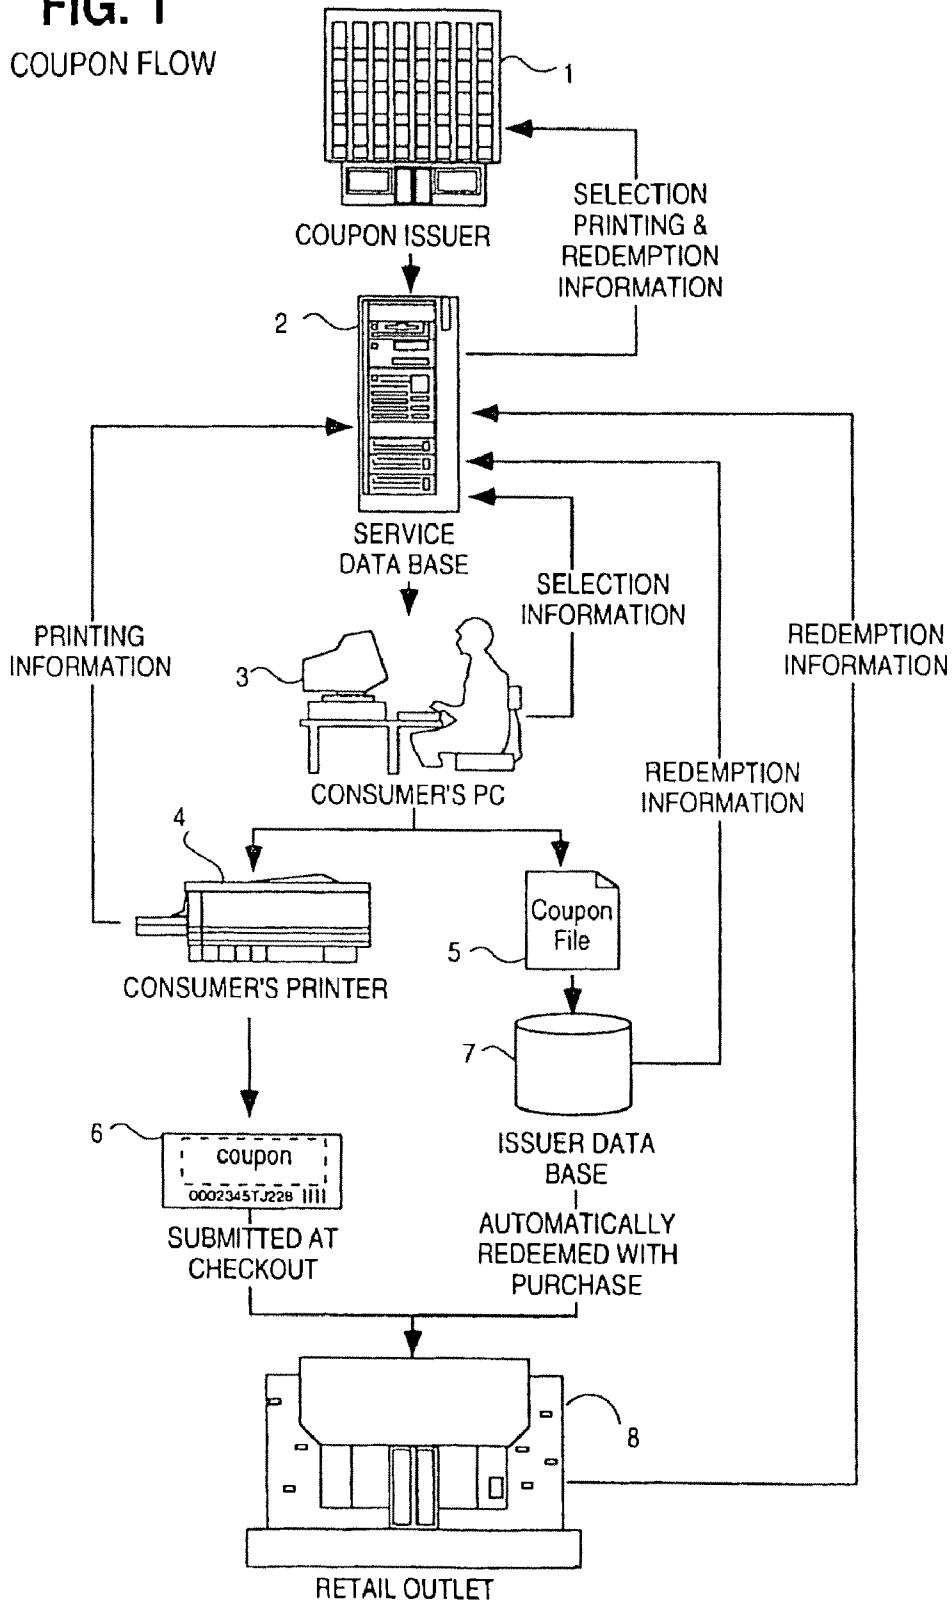 FIG. 1
COUPON FLOW
1
SELECTION
PRINTING &
REDEMPTION
INFORMATION
COUPON ISSUER
2
SERVICE
DATA BASE
SELECTION
INFORMATION
PRINTING
INFORMATION
REDEMPTION
INFORMATION
3
REDEMPTION
INFORMATION
CONSUMER'S PC
4
Coupon
File
5
CONSUMER'S PRINTER
7
6
coupon
0002345TJ228
ISSUER DATA
BASE
SUBMITTED AT
CHECKOUT
AUTOMATICALLY
REDEEMED WITH
PURCHASE
8
RETAIL OUTLET